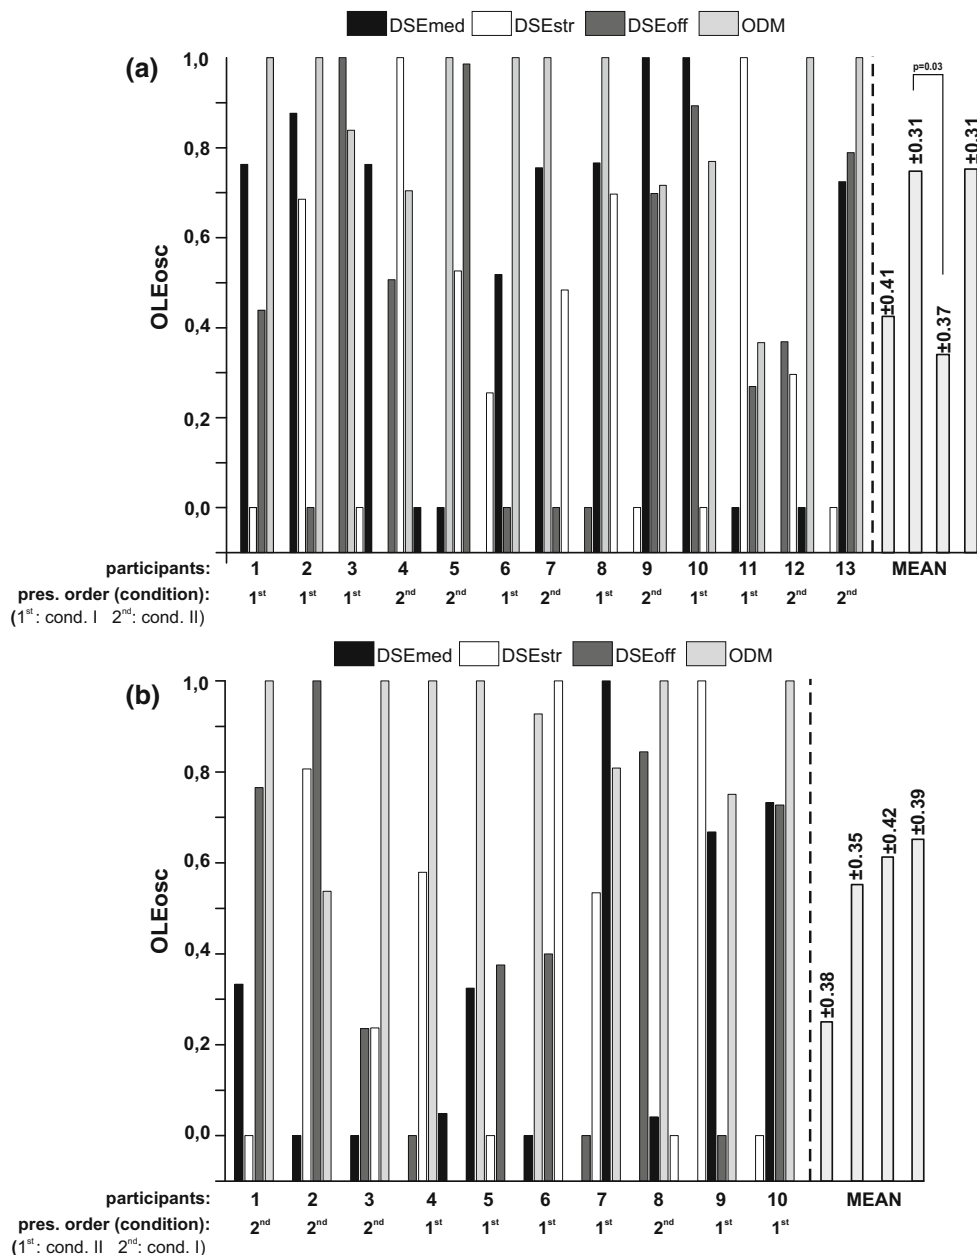 DSEmed DSEstr DSEoff ODM
(a)
1,0
p=0.03
±0.31
±0.31
0,8
0,6
±0.41
±0.37
OLEosc
0,4
0,2
0,0
participants: 1 2 3 4 5 6 7 8 9 10 11 12 13 MEAN
pres. order (condition): 1st 1st 1st 2nd 2nd 1st 2nd 1st 2nd 1st 1st 2nd 2nd
(1st: cond. I 2nd: cond. II)
DSEmed DSEstr DSEoff ODM
(b)
1,0
0,8
±0.39
±0.42
±0.35
0,6
OLEosc
0,4
±0.38
0,2
0,0
participants: 1 2 3 4 5 6 7 8 9 10 MEAN
pres. order (condition): 2nd 2nd 2nd 1st 1st 1st 1st 2nd 1st 1st
(1st: cond. II 2nd: cond. I)